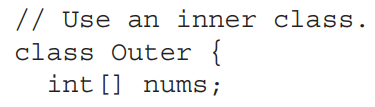 // Use an inner class.
class Outer {
  int[] nums;